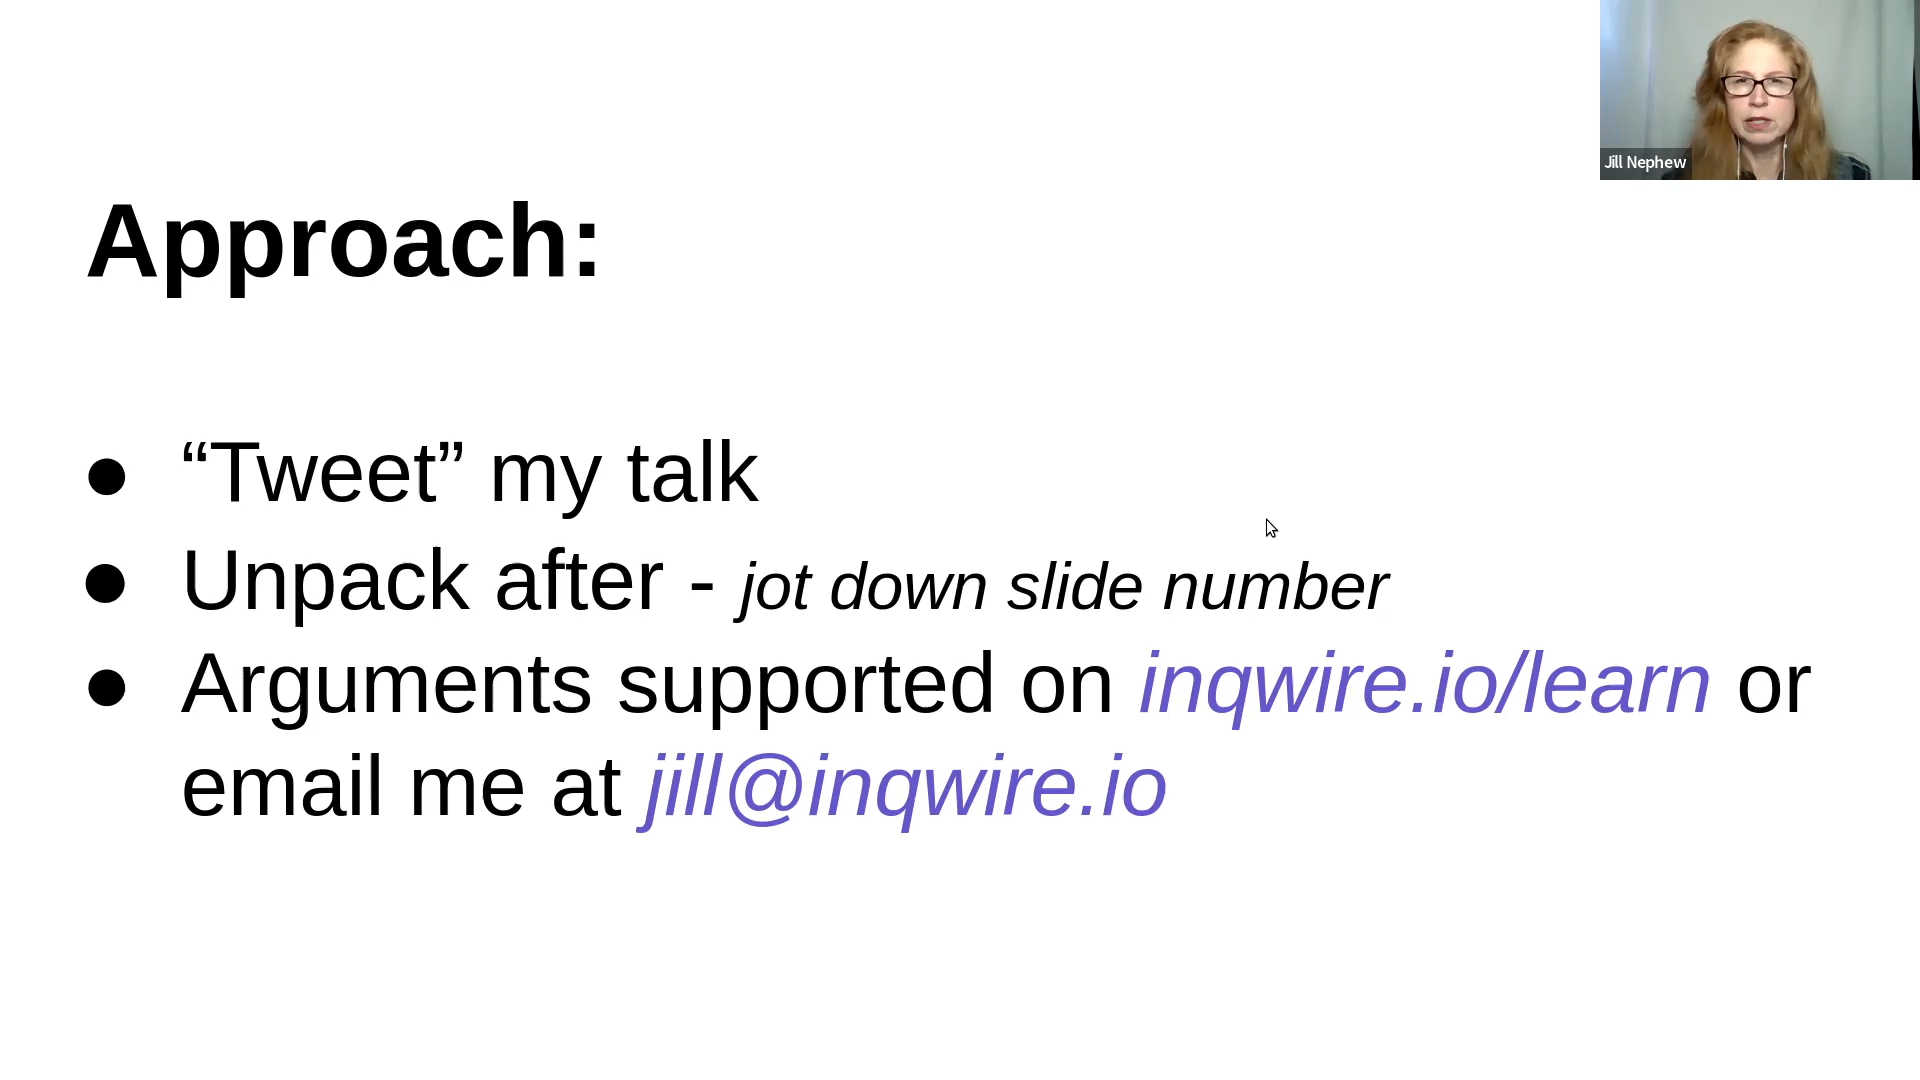 Jill Nephew
Approach:
● “Tweet” my talk
● Unpack after - jot down slide number
● Arguments supported on inqwire.io/learn or
email me at jill@inqwire.io